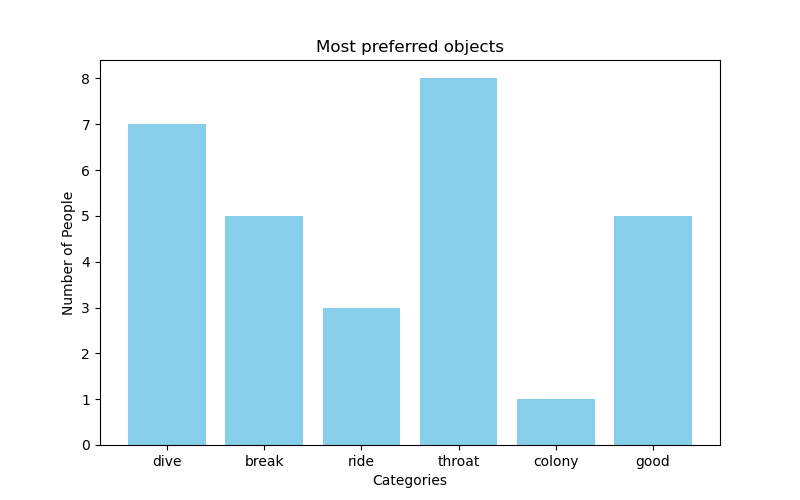 Most preferred objects
Number of People
8
7
6
5
4
3
2
1
0
dive break ride throat colony good
Categories